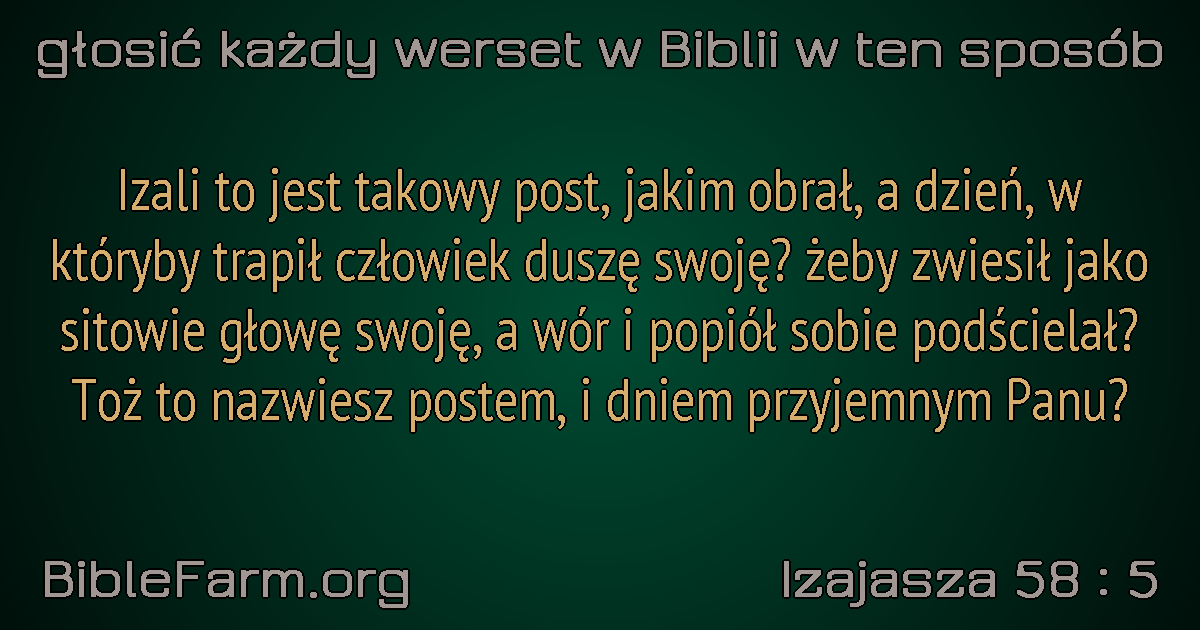 głosić każdy werset w Biblii w ten sposób
Izali to jest takowy post, jakim obrał, a dzień, w
któryby trapił człowiek duszę swoję? żeby zwiesił jako
sitowie głowę swoję, a wór i popiół sobie podścielał?
Toż to nazwiesz postem, i dniem przyjemnym Panu?
BibleFarm.org
Izajasza 58 : 5